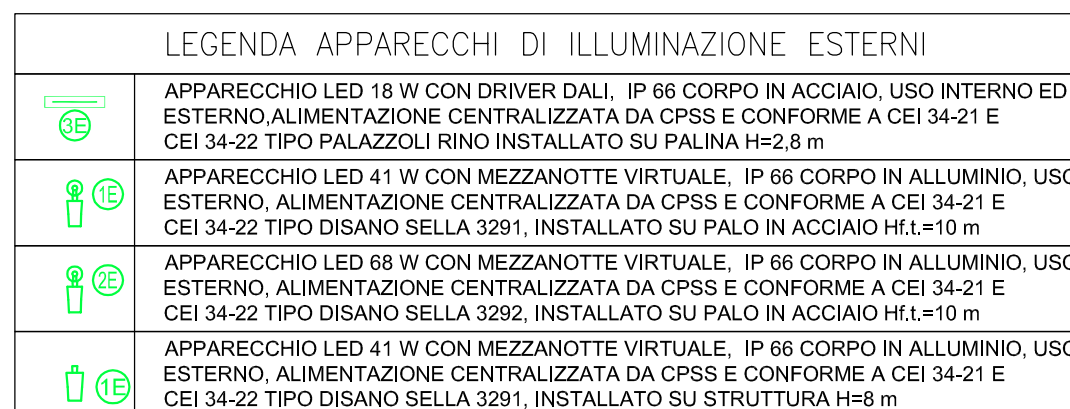 LEGENDA APPARECCHI DI ILLUMINAZIONE ESTERNI
3E
APPARECCHIO LED 18 W CON DRIVER DALI, IP 66 CORPO IN ACCIAIO, USO INTERNO ED
ESTERNO,ALIMENTAZIONE CENTRALIZZATA DA CPSS E CONFORME A CEI 34-21 E
CEI 34-22 TIPO PALAZZOLI RINO INSTALLATO SU PALINA H=2,8 m
1E
APPARECCHIO LED 41 W CON MEZZANOTTE VIRTUALE, IP 66 CORPO IN ALLUMINIO, USO
ESTERNO, ALIMENTAZIONE CENTRALIZZATA DA CPSS E CONFORME A CEI 34-21 E
CEI 34-22 TIPO DISANO SELLA 3291, INSTALLATO SU PALO IN ACCIAIO Hf.t.=10 m
2E
APPARECCHIO LED 68 W CON MEZZANOTTE VIRTUALE, IP 66 CORPO IN ALLUMINIO, USO
ESTERNO, ALIMENTAZIONE CENTRALIZZATA DA CPSS E CONFORME A CEI 34-21 E
CEI 34-22 TIPO DISANO SELLA 3292, INSTALLATO SU PALO IN ACCIAIO Hf.t.=10 m
1E
APPARECCHIO LED 41 W CON MEZZANOTTE VIRTUALE, IP 66 CORPO IN ALLUMINIO, USO
ESTERNO, ALIMENTAZIONE CENTRALIZZATA DA CPSS E CONFORME A CEI 34-21 E
CEI 34-22 TIPO DISANO SELLA 3291, INSTALLATO SU STRUTTURA H=8 m